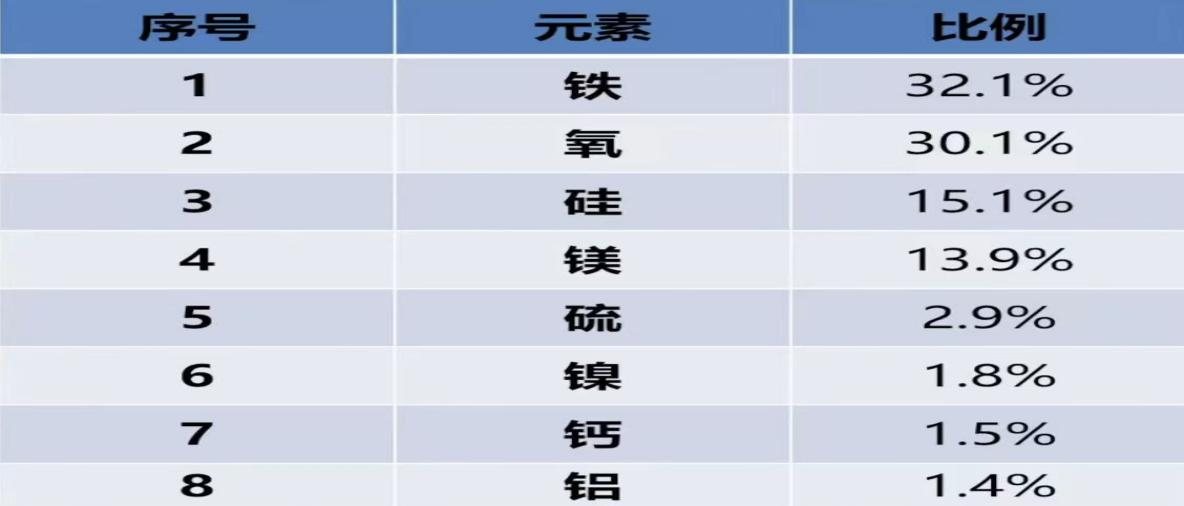 序号 元素 比例
1 铁 32.1%
2 氧 30.1%
3 硅 15.1%
4 镁 13.9%
5 硫 2.9%
6 镍 1.8%
7 钙 1.5%
8 铝 1.4%